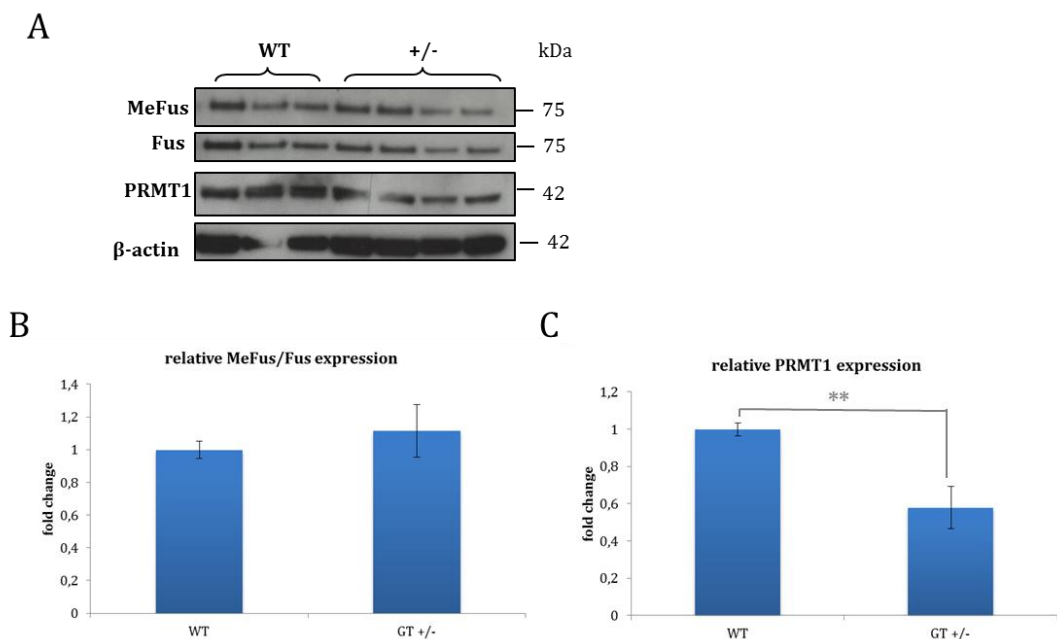 A
WT +/- kDa
MeFus 75
Fus 75
PRMT1 42
β-actin 42
B
relative MeFus/Fus expression
fold change
1,4
1,2
1
0,8
0,6
0,4
0,2
0
WT GT +/-
C
relative PRMT1 expression
**
fold change
1,2
1
0,8
0,6
0,4
0,2
0
WT GT +/-